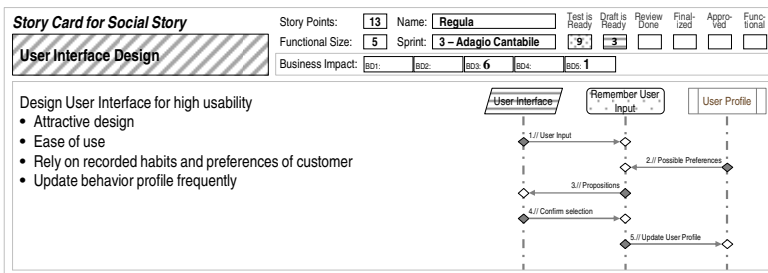 Story Card for Social Story
User Interface Design
Story Points: 13 Name: Regula
Functional Size: 5 Sprint: 3 – Adagio Cantabile
Business Impact: BD1: BD2: BD3: 6 BD4: BD5: 1
Test is Ready Draft is Ready Review Done Final-ized Appro-ved Func-tional
9 3
Design User Interface for high usability
• Attractive design
• Ease of use
• Rely on recorded habits and preferences of customer
• Update behavior profile frequently
User Interface
Remember User
Input
User Profile
1.// User Input
2.// Possible Preferences
3.// Propositions
4.// Confirm selection
5.// Update User Profile